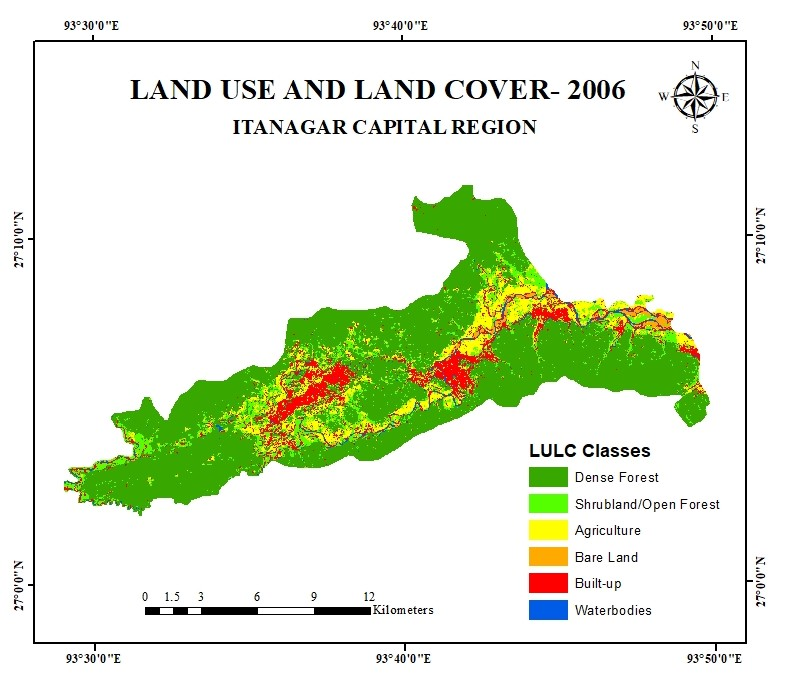 93°30'0"E 93°40'0"E 93°50'0"E
LAND USE AND LAND COVER- 2006
ITANAGAR CAPITAL REGION
N
W E
S
27°10'0"N 27°10'0"N
LULC Classes
Dense Forest
Shrubland/Open Forest
Agriculture
Bare Land
Built-up
Waterbodies
27°0'0"N 27°0'0"N
0 1.5 3 6 9 12
Kilometers
93°30'0"E 93°40'0"E 93°50'0"E